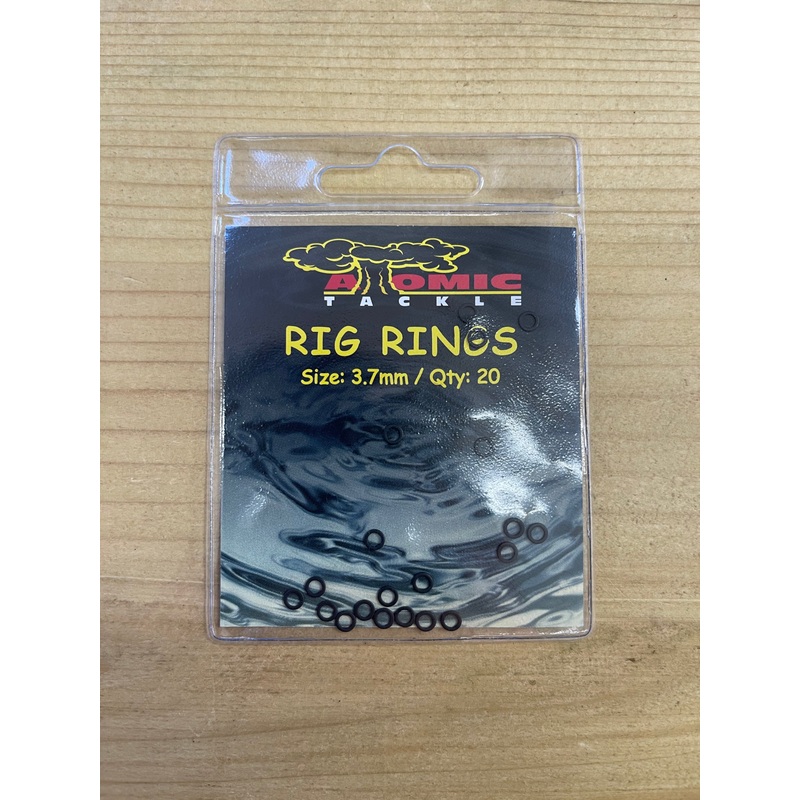 ATOMIC
TACKLE
RIG RINGS
Size: 3.7mm / Qty: 20